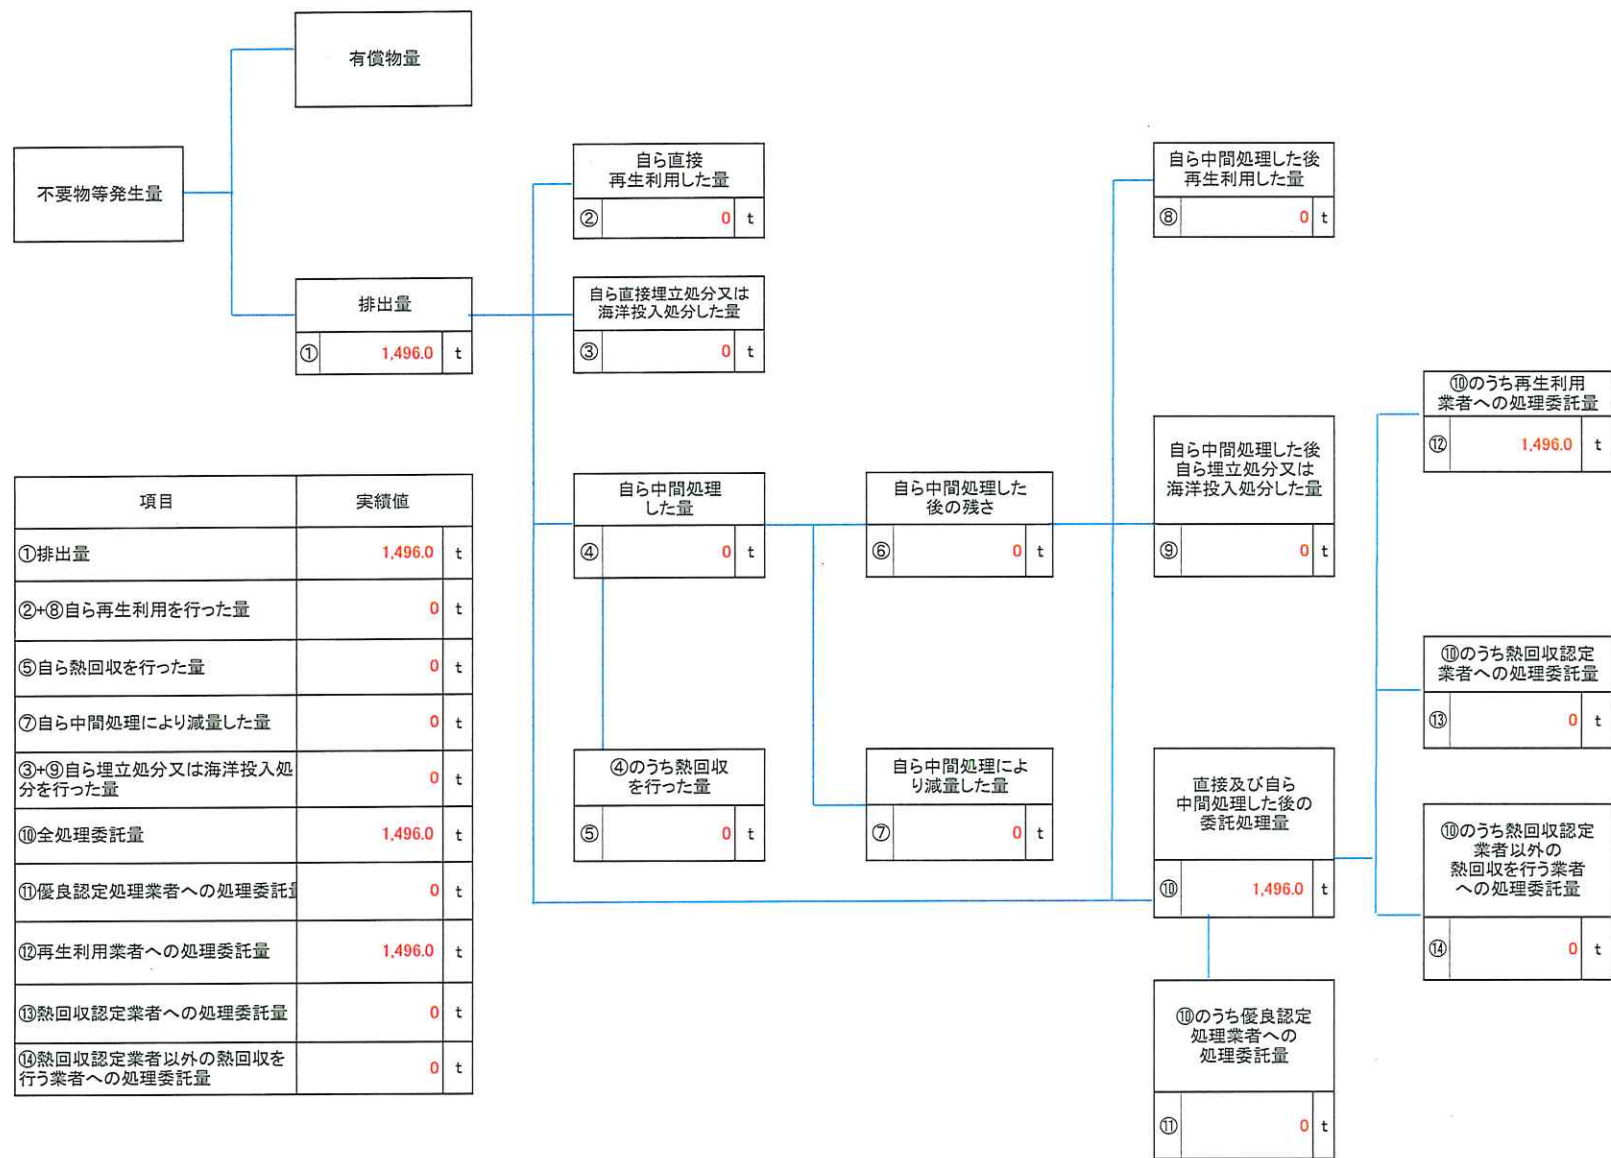 有償物量
不要物等発生量
排出量
① 1,496.0 t
自ら直接
再生利用した量
② 0 t
自ら直接埋立処分又は
海洋投入処分した量
③ 0 t
自ら中間処理
した量
④ 0 t
④のうち熱回収
を行った量
⑤ 0 t
自ら中間処理した
後の残さ
⑥ 0 t
自ら中間処理によ
り減量した量
⑦ 0 t
自ら中間処理した後
再生利用した量
⑧ 0 t
自ら中間処理した後
自ら埋立処分又は
海洋投入処分した量
⑨ 0 t
直接及び自ら
中間処理した後の
委託処理量
⑩ 1,496.0 t
⑩のうち優良認定
処理業者への
処理委託量
⑪ 0 t
⑩のうち再生利用
業者への処理委託量
⑫ 1,496.0 t
⑩のうち熱回収認定
業者への処理委託量
⑬ 0 t
⑩のうち熱回収認定
業者以外の
熱回収を行う業者
への処理委託量
⑭ 0 t
項目 実績値
①排出量 1,496.0 t
②+⑧自ら再生利用を行った量 0 t
⑤自ら熱回収を行った量 0 t
⑦自ら中間処理により減量した量 0 t
③+⑨自ら埋立処分又は海洋投入処
分を行った量 0 t
⑩全処理委託量 1,496.0 t
⑪優良認定処理業者への処理委託 0 t
⑫再生利用業者への処理委託量 1,496.0 t
⑬熱回収認定業者への処理委託量 0 t
⑭熱回収認定業者以外の熱回収を
行う業者への処理委託量 0 t